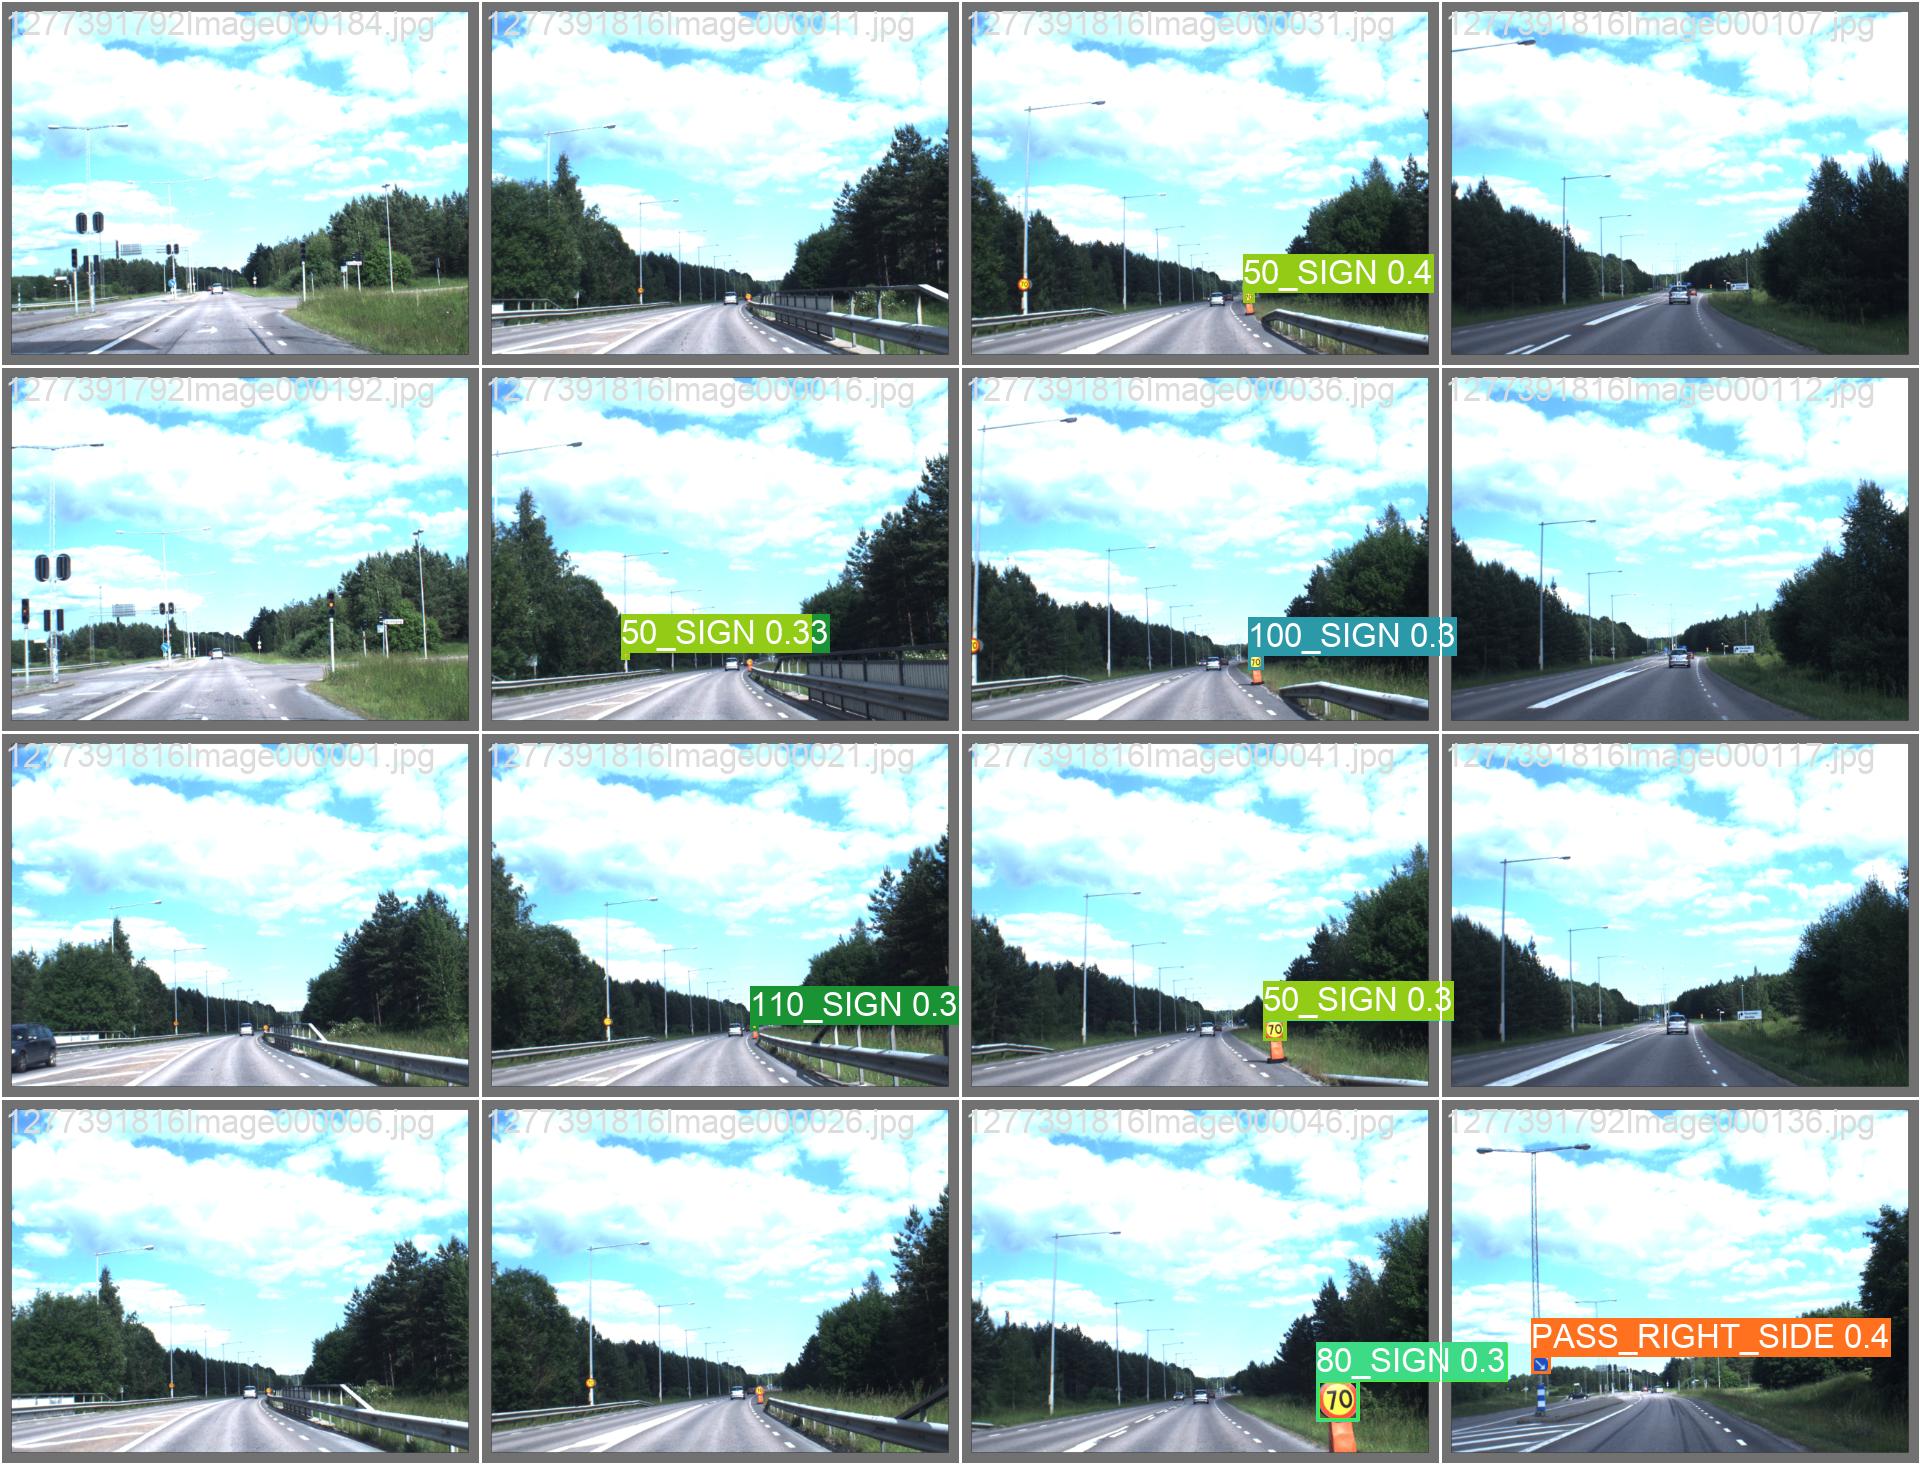 1277391792Image000184.jpg
1277391816Image000011.jpg
1277391816Image000031.jpg
1277391816Image000107.jpg
50_SIGN 0.4
1277391792Image000192.jpg
1277391816Image000016.jpg
1277391816Image000036.jpg
1277391816Image000112.jpg
50_SIGN 0.33
100_SIGN 0.3
70
1277391816Image000001.jpg
1277391816Image000021.jpg
1277391816Image000041.jpg
1277391816Image000117.jpg
110_SIGN 0.3
50_SIGN 0.3
70
1277391816Image000006.jpg
1277391816Image000026.jpg
1277391816Image000046.jpg
1277391792Image000136.jpg
80_SIGN 0.3
70
PASS_RIGHT_SIDE 0.4